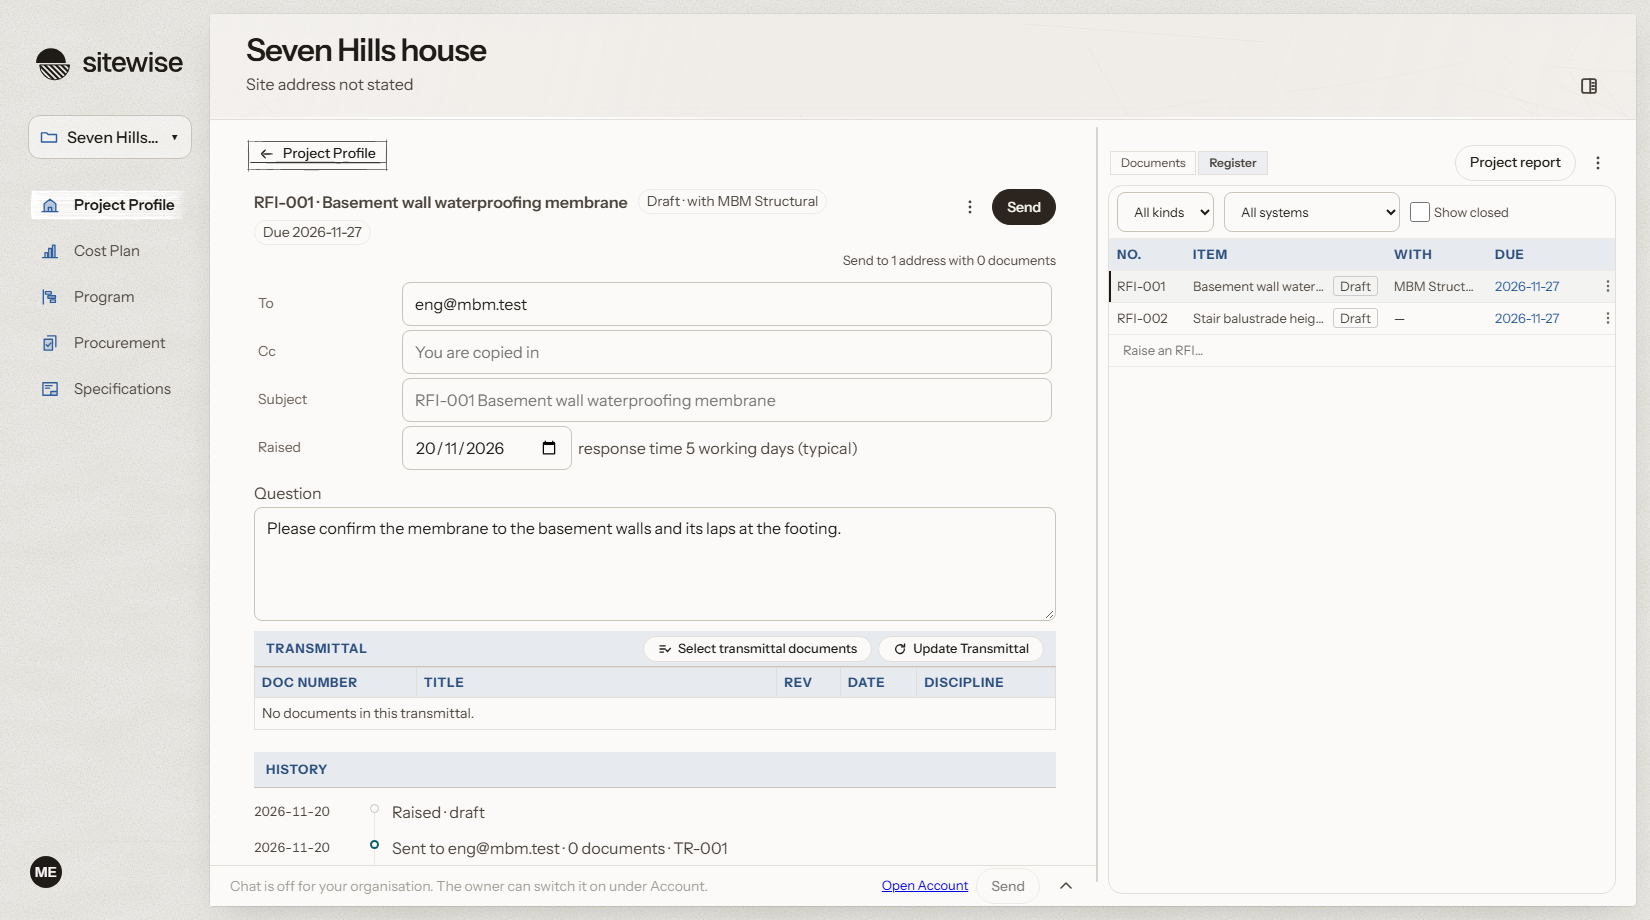 sitewise
Seven Hills...
Project Profile
Cost Plan
Program
Procurement
Specifications
ME
Seven Hills house
Site address not stated
← Project Profile
RFI-001 · Basement wall waterproofing membrane
Draft · with MBM Structural
Due 2026-11-27
Send
Send to 1 address with 0 documents
To
eng@mbm.test
Cc
You are copied in
Subject
RFI-001 Basement wall waterproofing membrane
Raised
20/11/2026
response time 5 working days (typical)
Question
Please confirm the membrane to the basement walls and its laps at the footing.
TRANSMITTAL
Select transmittal documents
Update Transmittal
DOC NUMBER TITLE REV DATE DISCIPLINE
No documents in this transmittal.
HISTORY
2026-11-20 Raised · draft
2026-11-20 Sent to eng@mbm.test · 0 documents · TR-001
Chat is off for your organisation. The owner can switch it on under Account.
Open Account
Send
Documents
Register
Project report
All kinds
All systems
Show closed
NO. ITEM WITH DUE
RFI-001 Basement wall water... Draft MBM Struct... 2026-11-27
RFI-002 Stair balustrade heig... Draft — 2026-11-27
Raise an RFI...